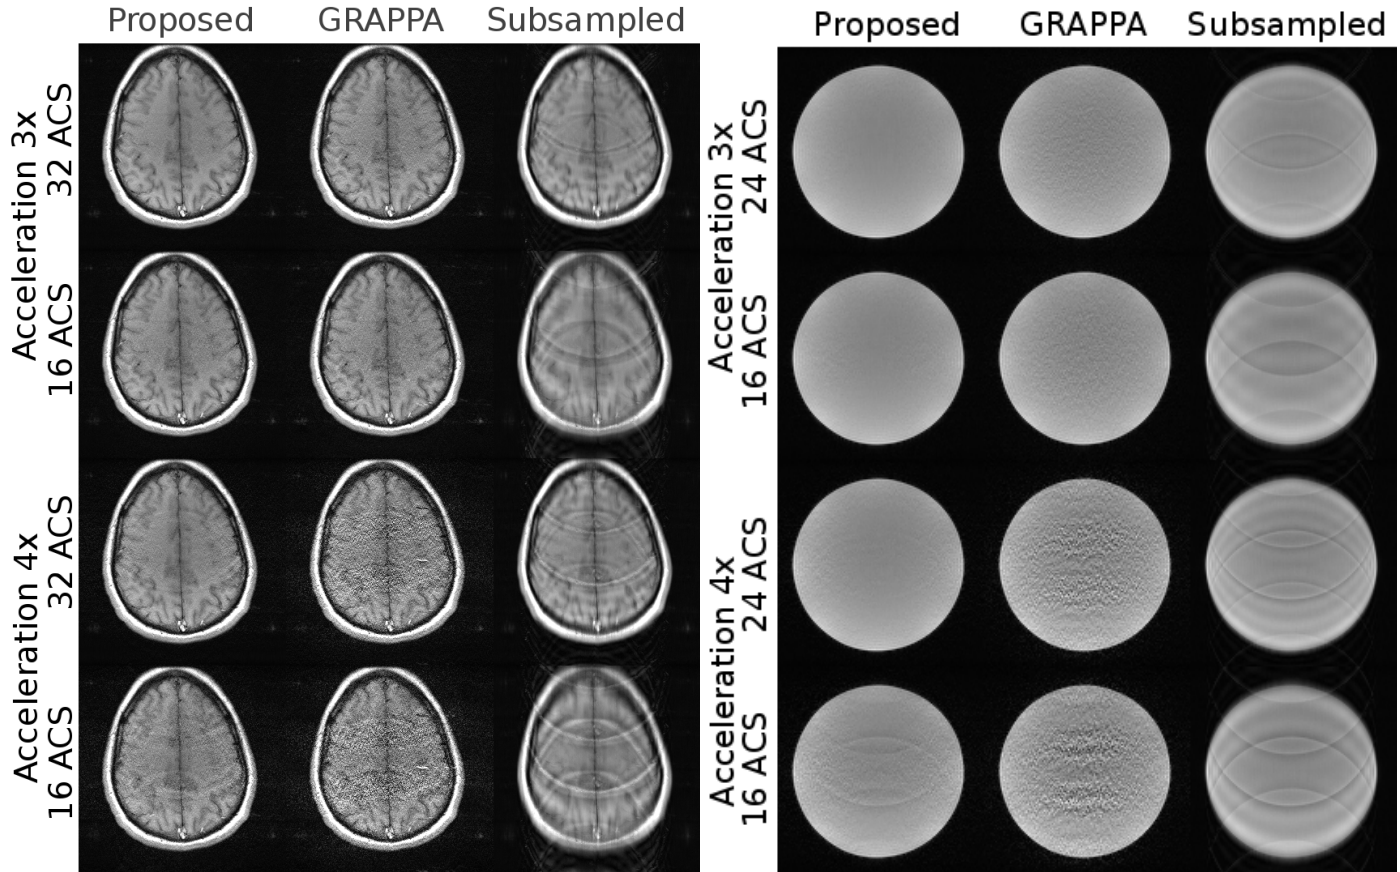 Proposed GRAPPA Subsampled
Acceleration 3x
32 ACS
16 ACS
Acceleration 4x
32 ACS
16 ACS
Proposed GRAPPA Subsampled
Acceleration 3x
24 ACS
16 ACS
Acceleration 4x
24 ACS
16 ACS